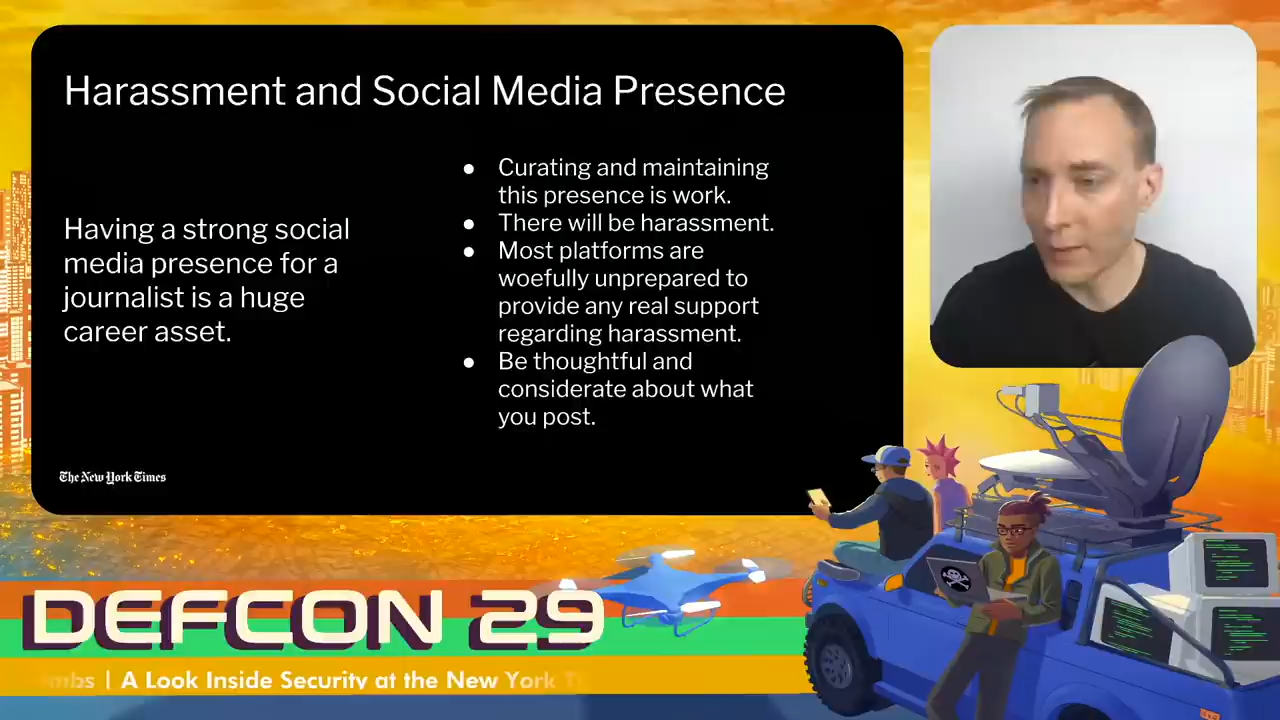 Harassment and Social Media Presence
Having a strong social
media presence for a
journalist is a huge
career asset.
● Curating and maintaining
this presence is work.
● There will be harassment.
● Most platforms are
woefully unprepared to
provide any real support
regarding harassment.
● Be thoughtful and
considerate about what
you post.
The New York Times
DEFCON 29
mbs | A Look Inside Security at the New York T